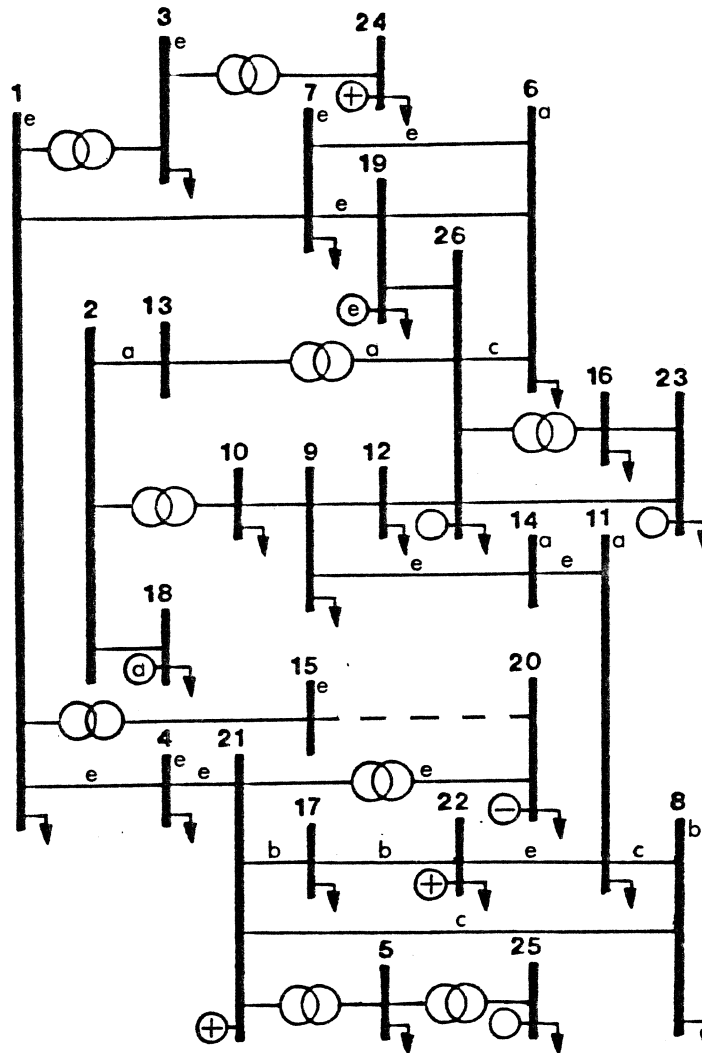 3 24
e
1 7 6
e + e a
e
19
e
26
2 13 e
a a c
16 23
10 9 12
14 11
a a
e e
18
a 15 20
e
4 21
e e e e
− 8
17 22 b
b b e c
+
c
5 25
+